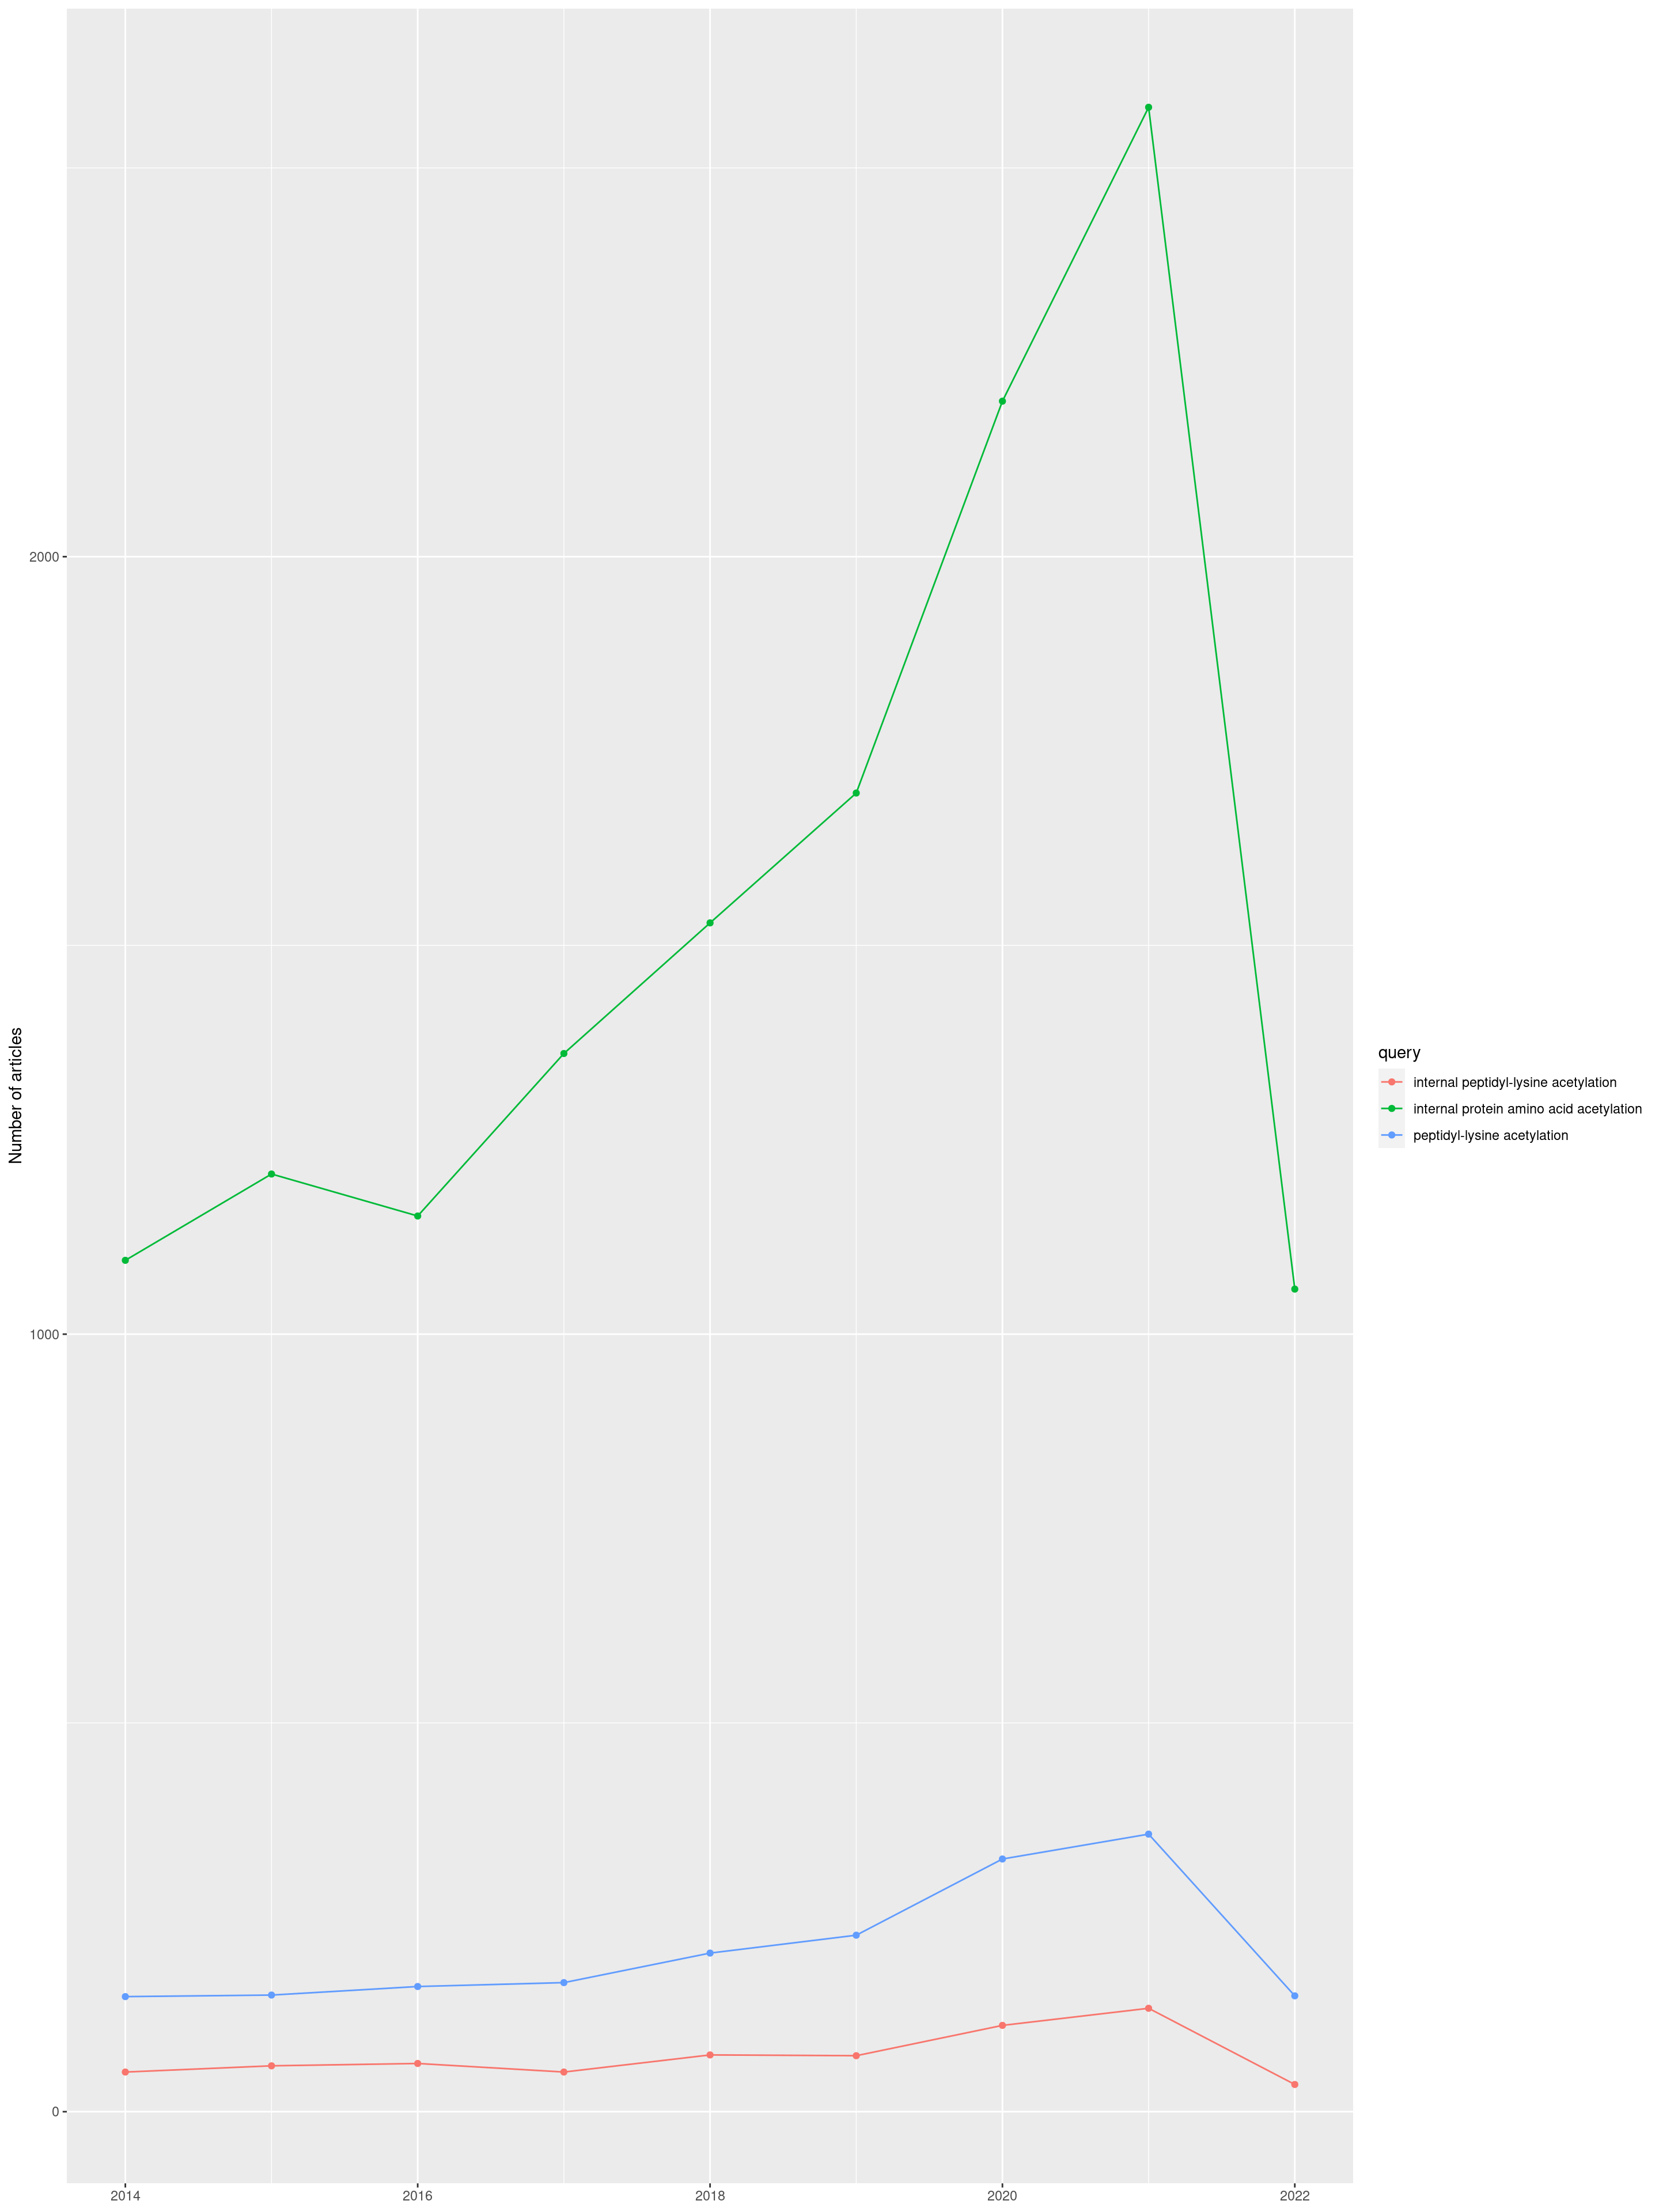 Number of articles
2000
1000
0
2014
2016
2018
2020
2022
query
internal peptidyl-lysine acetylation
internal protein amino acid acetylation
peptidyl-lysine acetylation